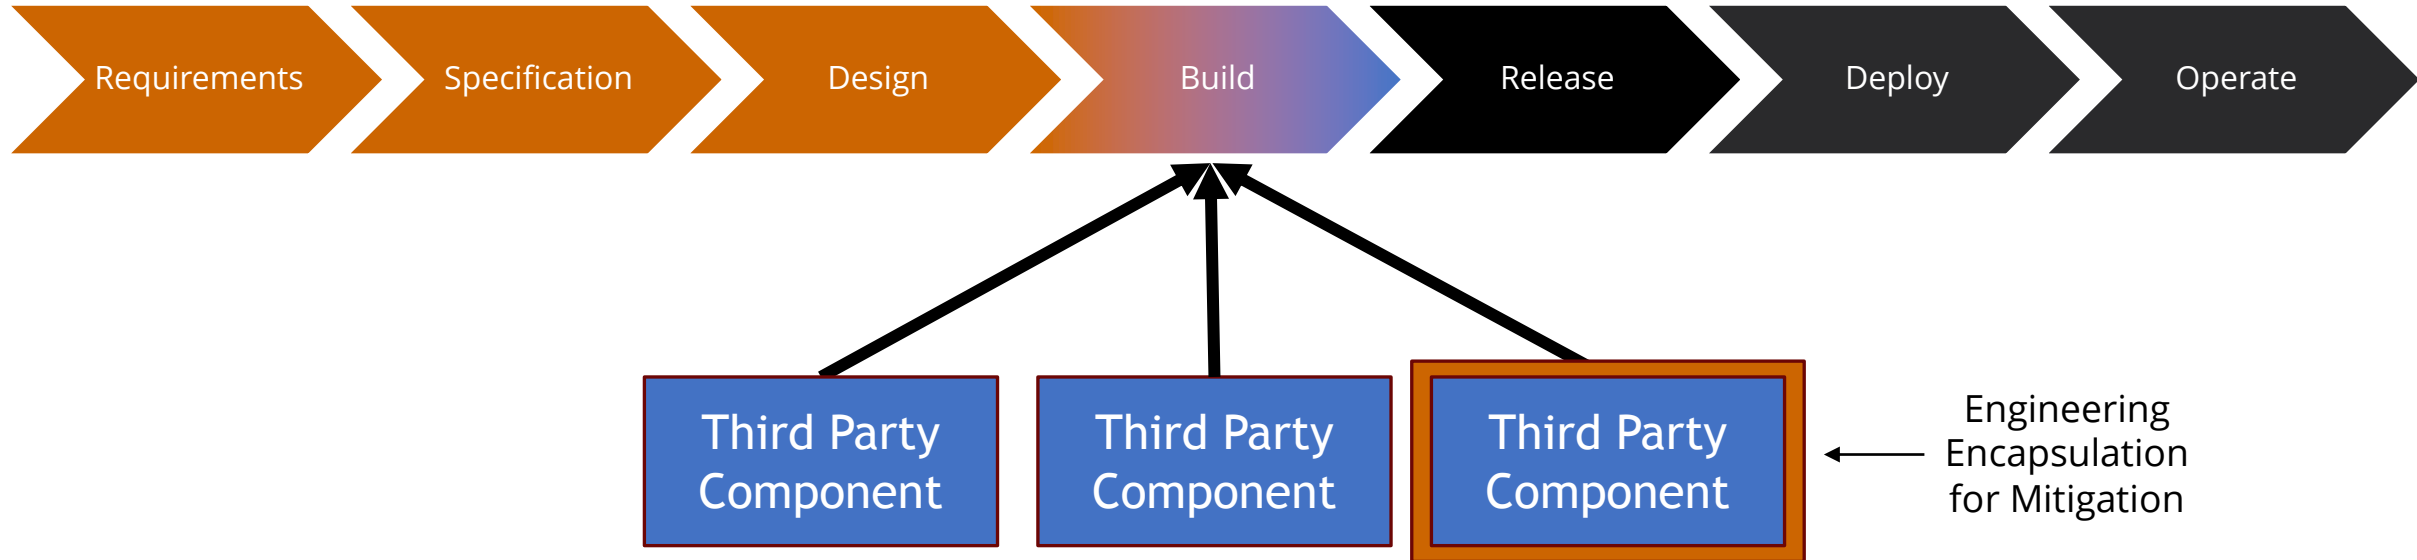 Requirements
Specification
Design
Build
Release
Deploy
Operate
Third Party
Component
Third Party
Component
Third Party
Component
Engineering
Encapsulation
for Mitigation